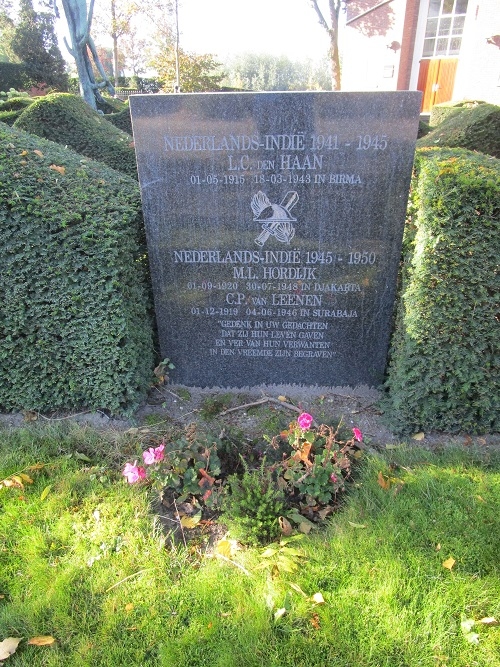 NEDERLANDS-INDIË 1941 - 1945
L.C. DEN HAAN
01-05-1915 18-03-1943 IN BIRMA
NEDERLANDS-INDIË 1945 - 1950
M.L. HORDIJK
01-09-1920 30-07-1948 IN DJAKARTA
C.P. VAN LEENEN
01-12-1919 04-06-1946 IN SURABAJA
"GEDENK IN UW GEDACHTEN
DAT ZIJ HUN LEVEN GAVEN
EN VER VAN HUN VERWANTEN
IN DEN VREEMDE ZIJN BEGRAVEN"